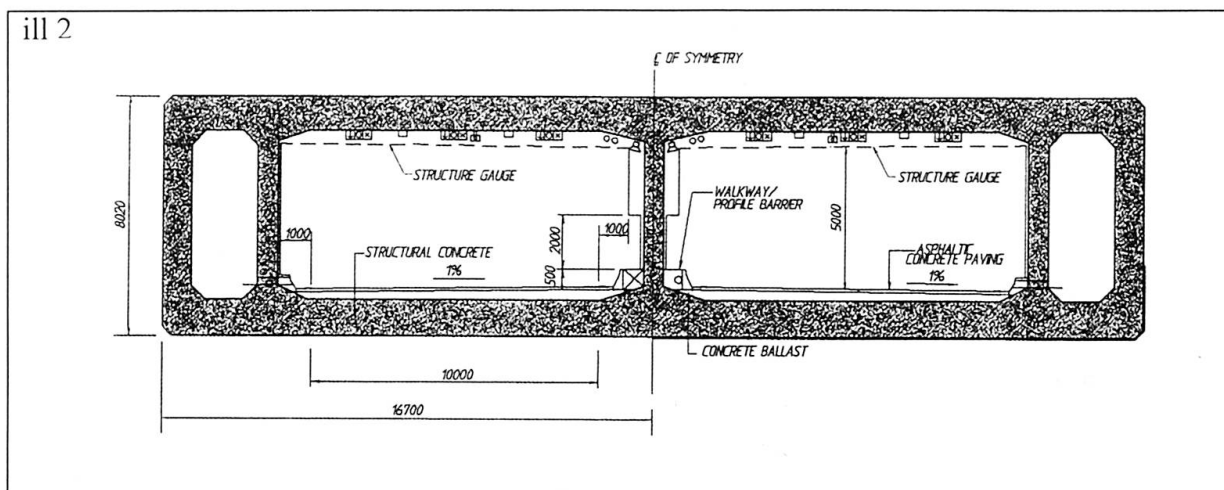 ill 2
℄ OF SYMMETRY
STRUCTURE GAUGE
STRUCTURE GAUGE
WALKWAY/
PROFILE BARRIER
8020
1000
1000
2000
5000
STRUCTURAL CONCRETE
ASPHALTIC
CONCRETE PAVING
1%
500
1%
CONCRETE BALLAST
10000
16700